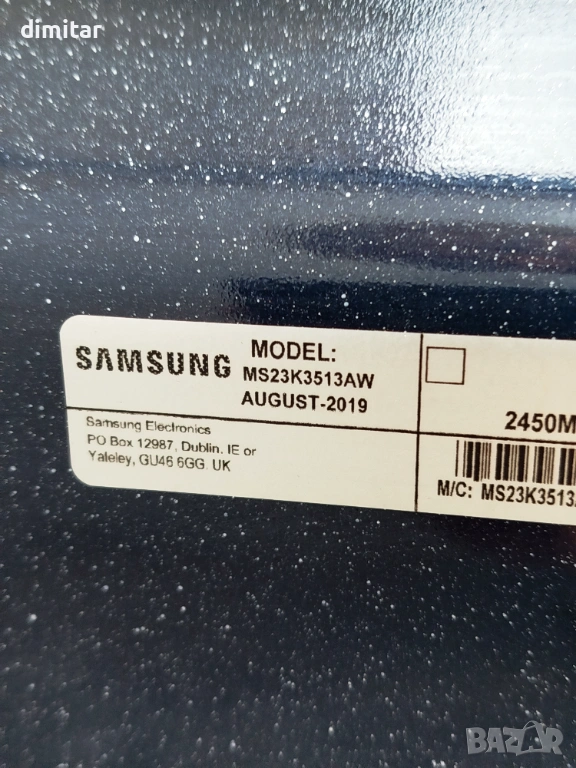 dimitar
SAMSUNG
MODEL:
MS23K3513AW
AUGUST-2019
Samsung Electronics
PO Box 12987, Dublin. IE or
Yaleley, GU46 6GG. UK
2450M
M/C: MS23K3513
BAZAR